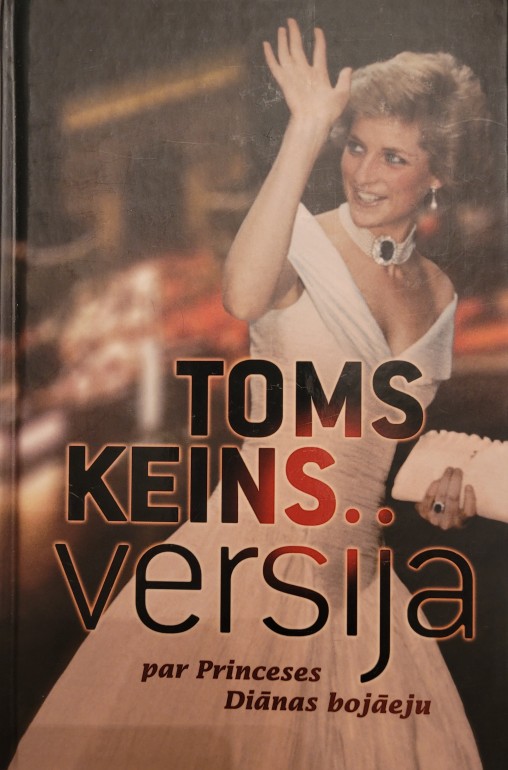 TOMS
KEINS..
versija
par Princeses
Diānas bojāeju